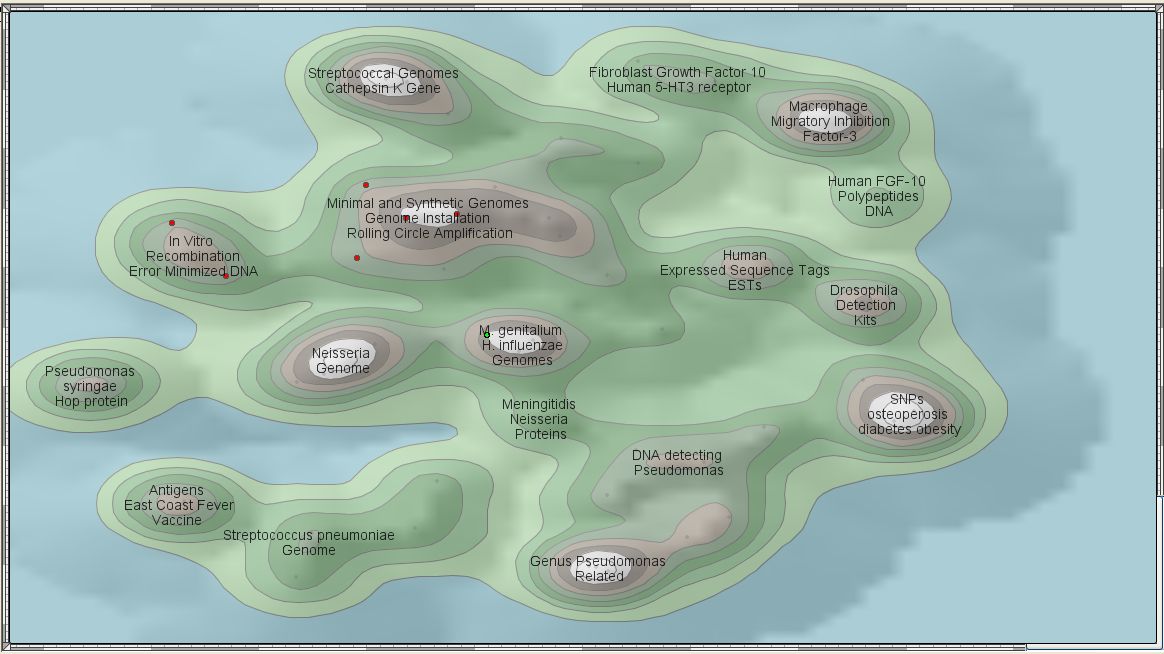 Streptococcal Genomes
Cathepsin K Gene
Fibroblast Growth Factor 10
Human 5-HT3 receptor
Macrophage
Migratory Inhibition
Factor-3
Human FGF-10
Polypeptides
DNA
Minimal and Synthetic Genomes
Genome Installation
Rolling Circle Amplification
In Vitro
Recombination
Error Minimized DNA
Human
Expressed Sequence Tags
ESTs
Drosophila
Detection
Kits
M. genitalium
H. influenzae
Genomes
Neisseria
Genome
Pseudomonas
syringae
Hop protein
Meningitidis
Neisseria
Proteins
SNPs
osteoperosis
diabetes obesity
DNA detecting
Pseudomonas
Antigens
East Coast Fever
Vaccine
Streptococcus pneumoniae
Genome
Genus Pseudomonas
Related